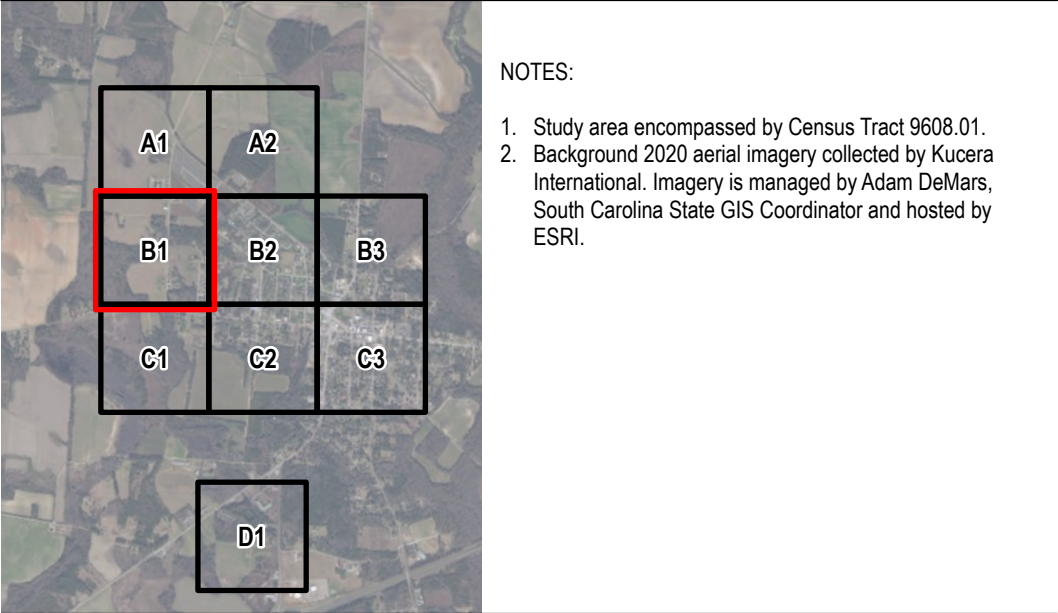 A1 A2
B1 B2 B3
C1 C2 C3
D1
NOTES:
1. Study area encompassed by Census Tract 9608.01.
2. Background 2020 aerial imagery collected by Kucera
International. Imagery is managed by Adam DeMars,
South Carolina State GIS Coordinator and hosted by
ESRI.